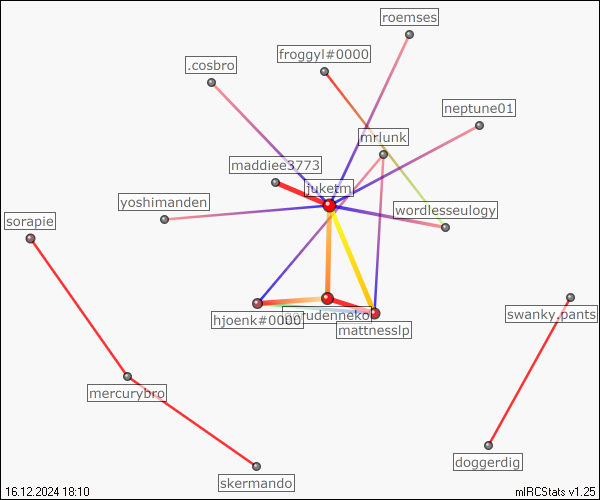 roemses
froggyl#0000
.cosbro
neptune01
mrlunk
maddiee3773
juketm
yoshimanden
wordlesseulogy
sorapie
swanky.pants
hjoenk#0000
mattnesslp
mercurybro
doggerdig
skermando
16.12.2024 18:10
mIRCStats v1.25